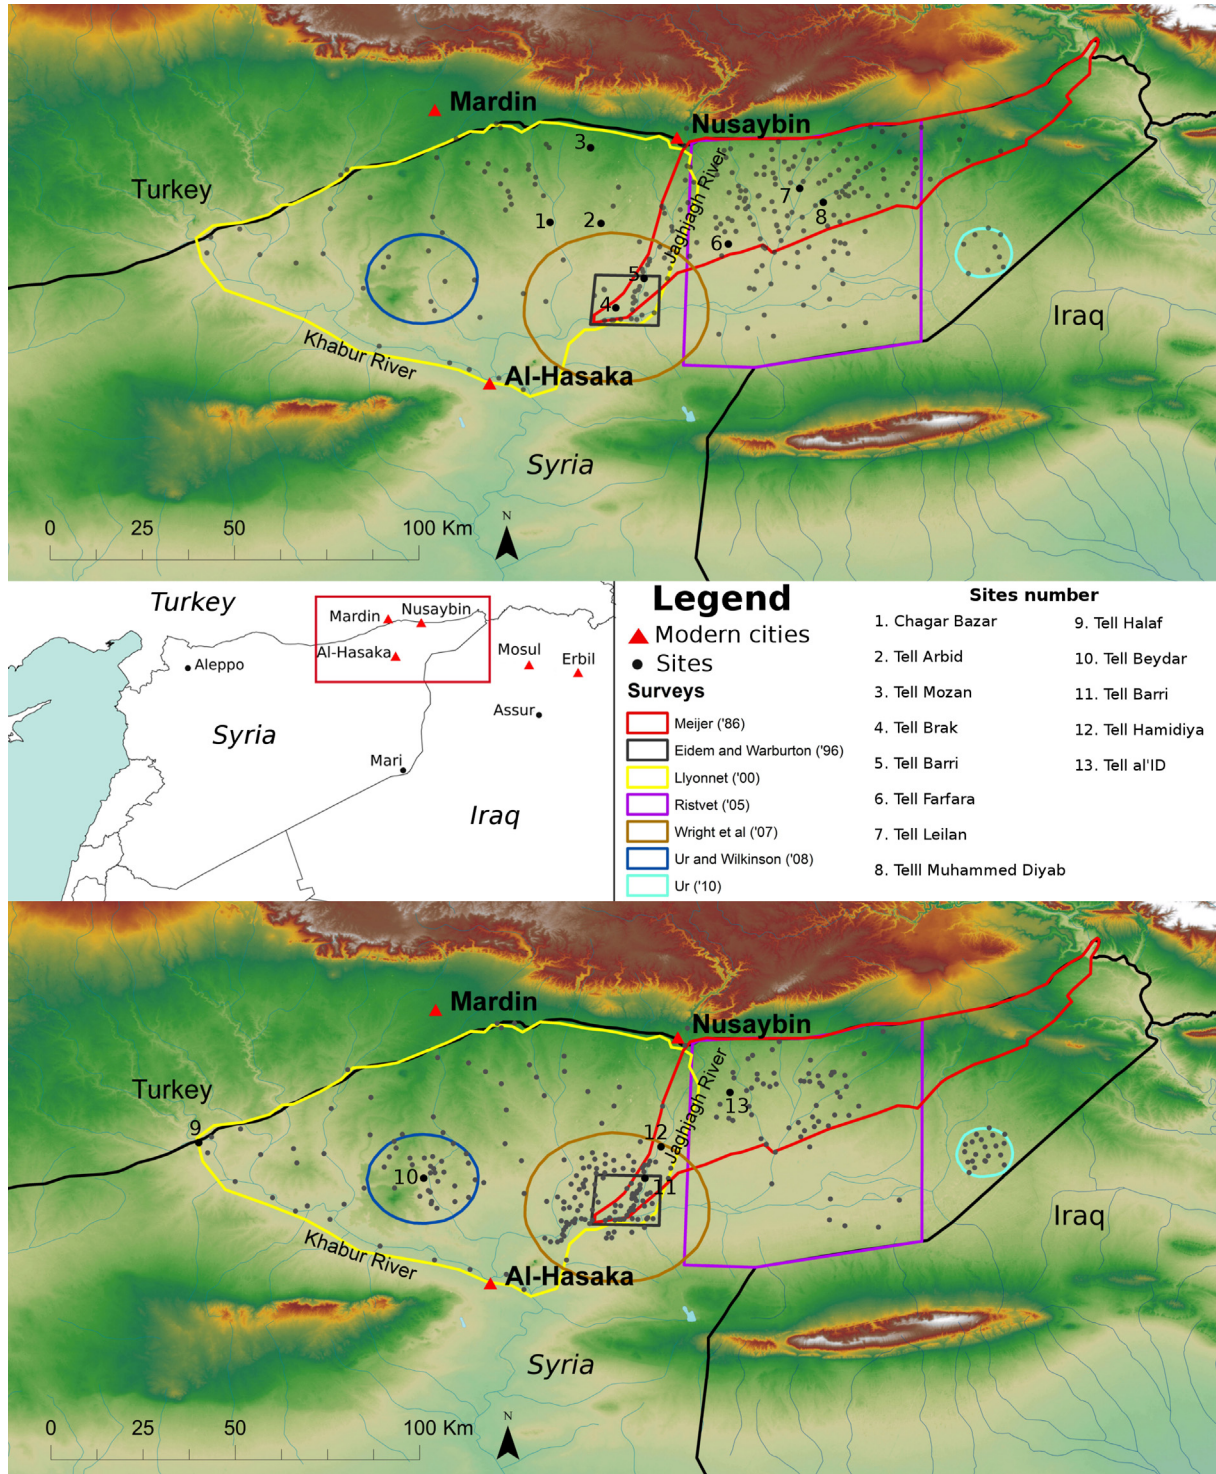 Mardin
Nusaybin
3
Turkey
Jaghjagh River
7
8
1
2
6
5
4
Iraq
Khabur River
Al-Hasaka
Syria
0 25 50 100 Km
N
Turkey
Mardin
Nusaybin
Al-Hasaka
Mosul
Erbil
Aleppo
Assur
Syria
Mari
Iraq
Legend
Modern cities
Sites
Surveys
Meijer ('86)
Eidem and Warburton ('96)
Llyonnet ('00)
Ristvet ('05)
Wright et al ('07)
Ur and Wilkinson ('08)
Ur ('10)
Sites number
1. Chagar Bazar
2. Tell Arbid
3. Tell Mozan
4. Tell Brak
5. Tell Barri
6. Tell Farfara
7. Tell Leilan
8. Telll Muhammed Diyab
9. Tell Halaf
10. Tell Beydar
11. Tell Barri
12. Tell Hamidiya
13. Tell al'ID
Mardin
Nusaybin
Turkey
Jaghjagh River
13
9
12
10
11
Iraq
Khabur River
Al-Hasaka
Syria
0 25 50 100 Km
N